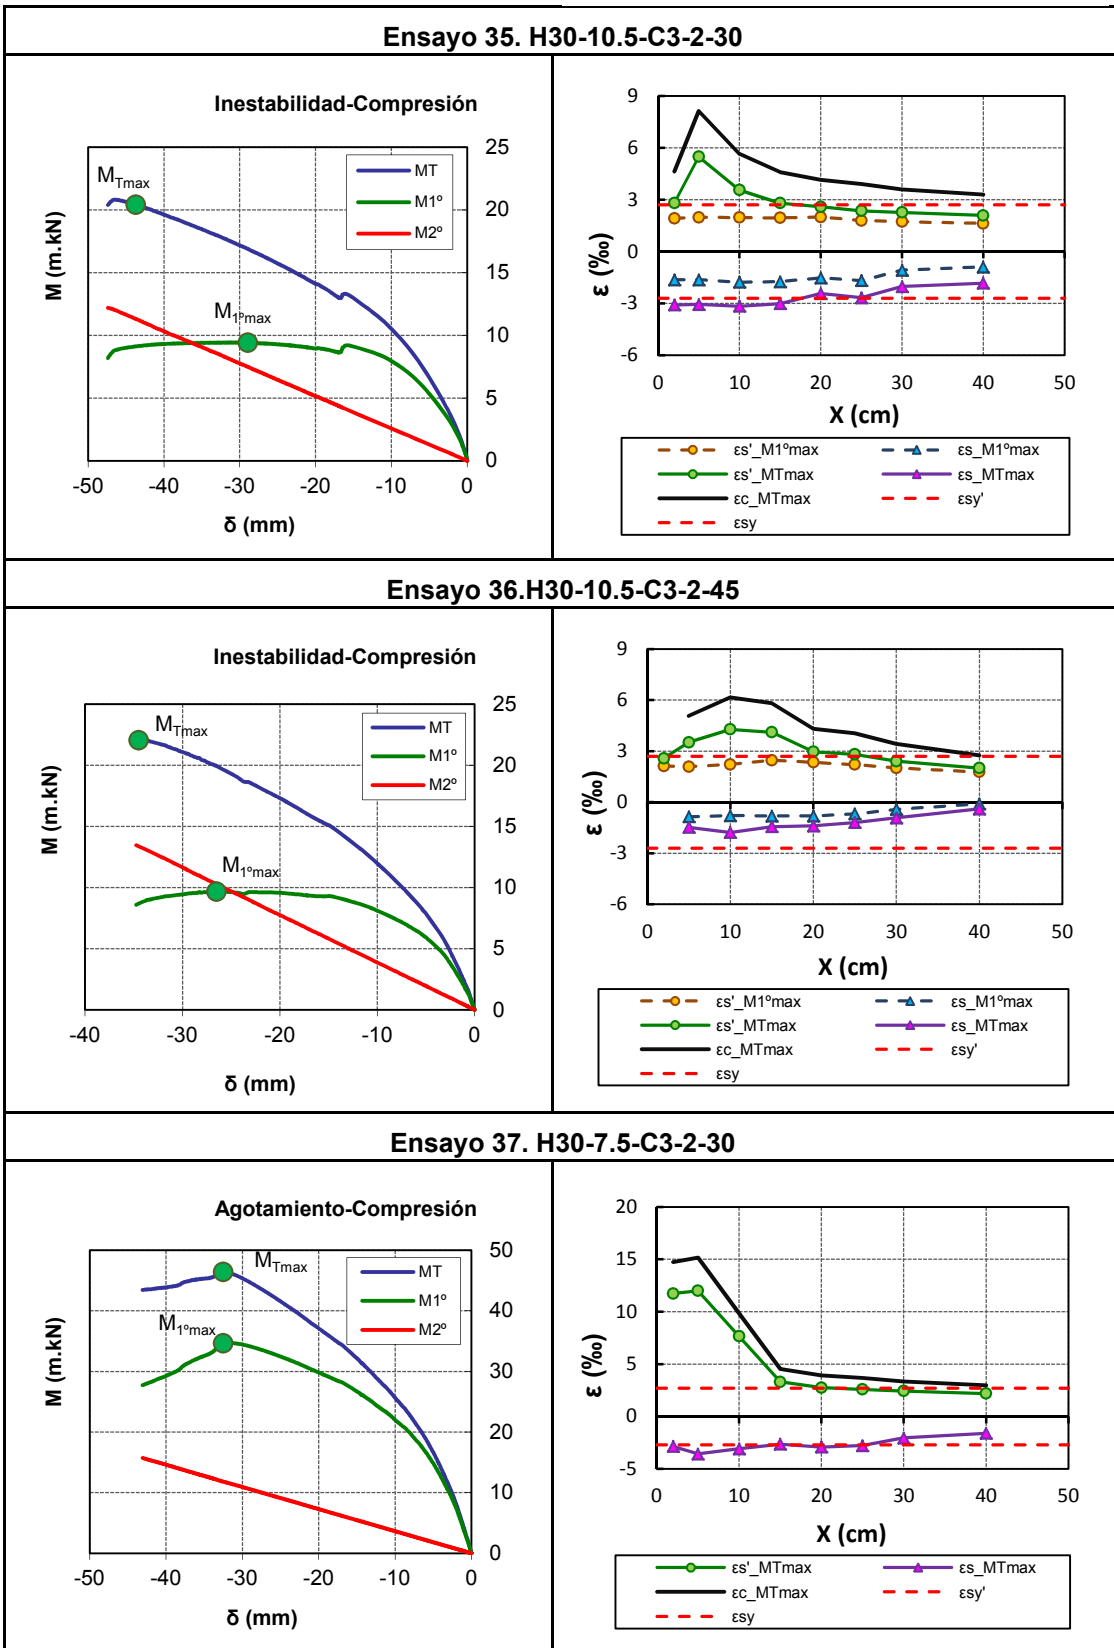 Ensayo 35. H30-10.5-C3-2-30
Inestabilidad-Compresión
25
20
15
10
5
0
-50 -40 -30 -20 -10 0
M (m.kN)
δ (mm)
MTmax
M1ºmax
MT
M1º
M2º
9
6
3
0
-3
-6
0 10 20 30 40 50
ε (‰)
X (cm)
εs'_M1ºmax εs_M1ºmax
εs'_MTmax εs_MTmax
εc_MTmax εsy'
εsy
Ensayo 36.H30-10.5-C3-2-45
Inestabilidad-Compresión
25
20
15
10
5
0
-40 -30 -20 -10 0
M (m.kN)
δ (mm)
MTmax
M1ºmax
MT
M1º
M2º
9
6
3
0
-3
-6
0 10 20 30 40 50
ε (‰)
X (cm)
εs'_M1ºmax εs_M1ºmax
εs'_MTmax εs_MTmax
εc_MTmax εsy'
εsy
Ensayo 37. H30-7.5-C3-2-30
Agotamiento-Compresión
50
40
30
20
10
0
-50 -40 -30 -20 -10 0
M (m.kN)
δ (mm)
MTmax
M1ºmax
MT
M1º
M2º
20
15
10
5
0
-5
0 10 20 30 40 50
ε (‰)
X (cm)
εs'_MTmax εs_MTmax
εc_MTmax εsy'
εsy